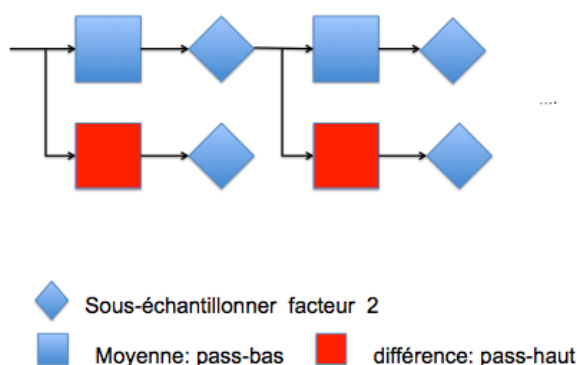 ....
Sous-échantillonner facteur 2
Moyenne: pass-bas
différence: pass-haut